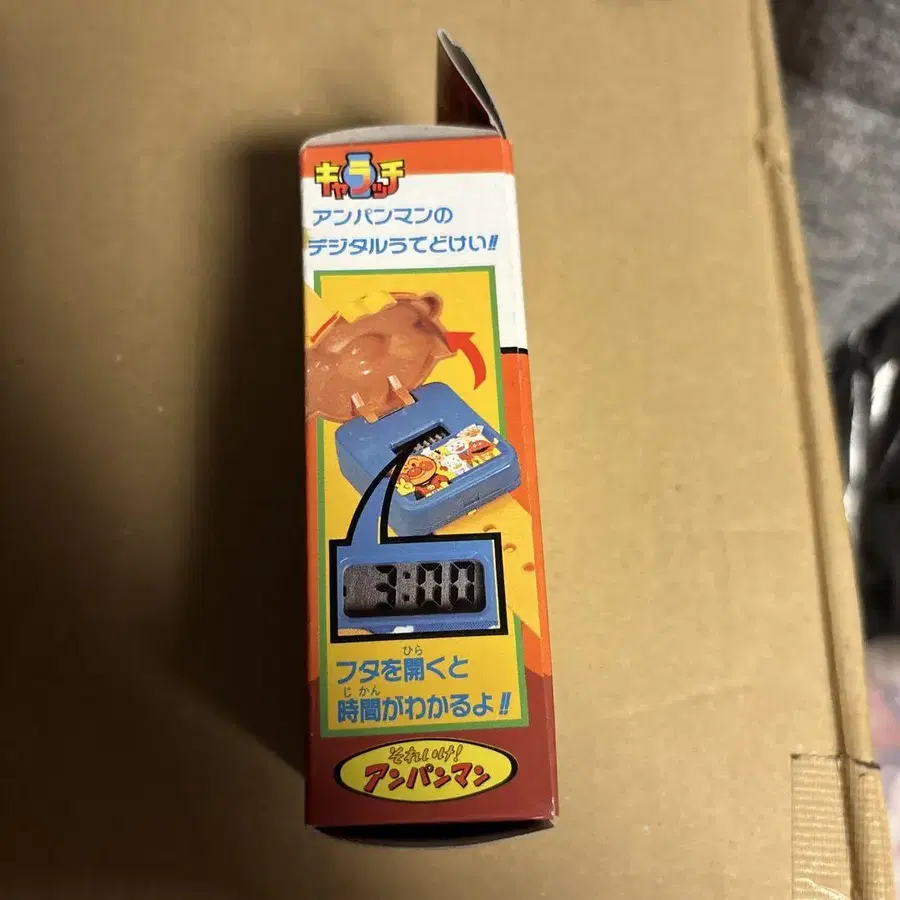 キャラッチ
アンパンマンの
デジタルうでどけい!!
3:00
ひら
フタを開くと
じかん
時間がわかるよ!!
それいけ!
アンパンマン